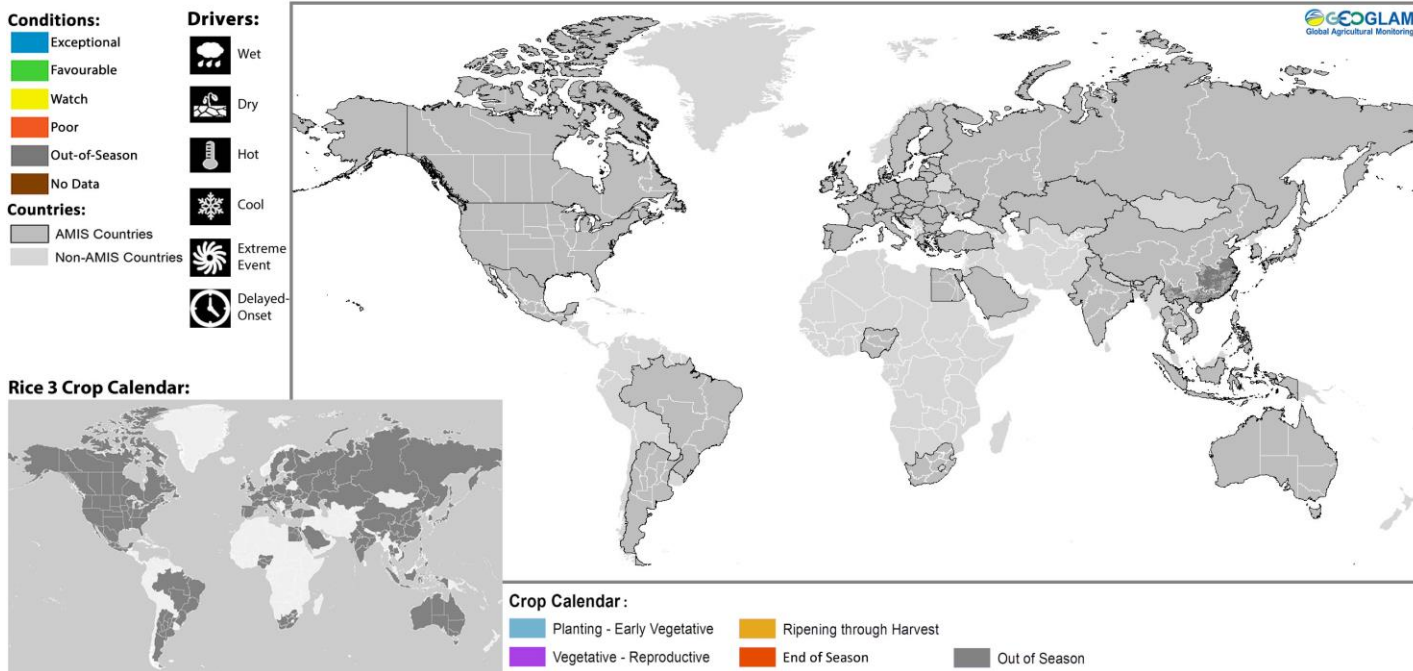 Conditions:
Exceptional
Favourable
Watch
Poor
Out-of-Season
No Data
Countries:
AMIS Countries
Non-AMIS Countries
Drivers:
Wet
Dry
Hot
Cool
Extreme
Event
Delayed-
Onset
GEOGLAM
Global Agricultural Monitoring
Rice 3 Crop Calendar:
Crop Calendar :
Planting - Early Vegetative
Vegetative - Reproductive
Ripening through Harvest
End of Season
Out of Season